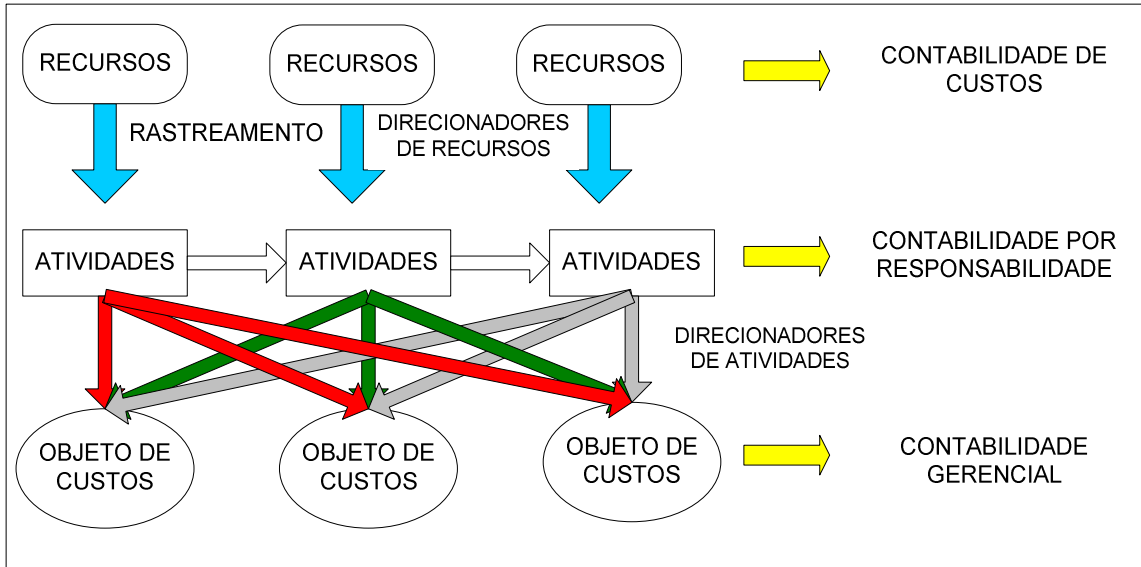 RECURSOS
RECURSOS
RECURSOS
CONTABILIDADE DE
CUSTOS
RASTREAMENTO
DIRECIONADORES
DE RECURSOS
ATIVIDADES
ATIVIDADES
ATIVIDADES
CONTABILIDADE POR
RESPONSABILIDADE
DIRECIONADORES
DE ATIVIDADES
OBJETO DE
CUSTOS
OBJETO DE
CUSTOS
OBJETO DE
CUSTOS
CONTABILIDADE
GERENCIAL